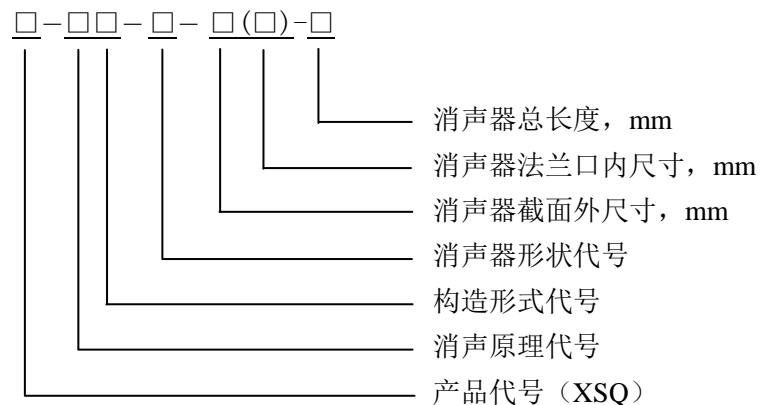 □-□□-□-□(□)-□
消声器总长度，mm
消声器法兰口内尺寸，mm
消声器截面外尺寸，mm
消声器形状代号
构造形式代号
消声原理代号
产品代号（XSQ）